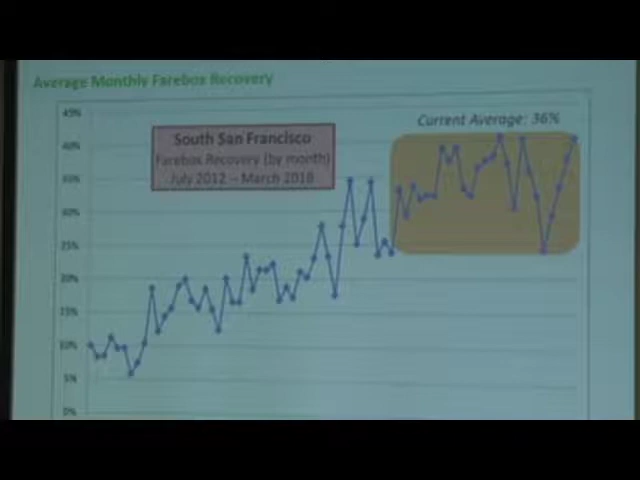 Average Monthly Farebox Recovery
45%
Current Average: 36%
South San Francisco
Farebox Recovery (by month)
July 2012 – March 2018
40%
35%
30%
25%
20%
15%
10%
5%
0%